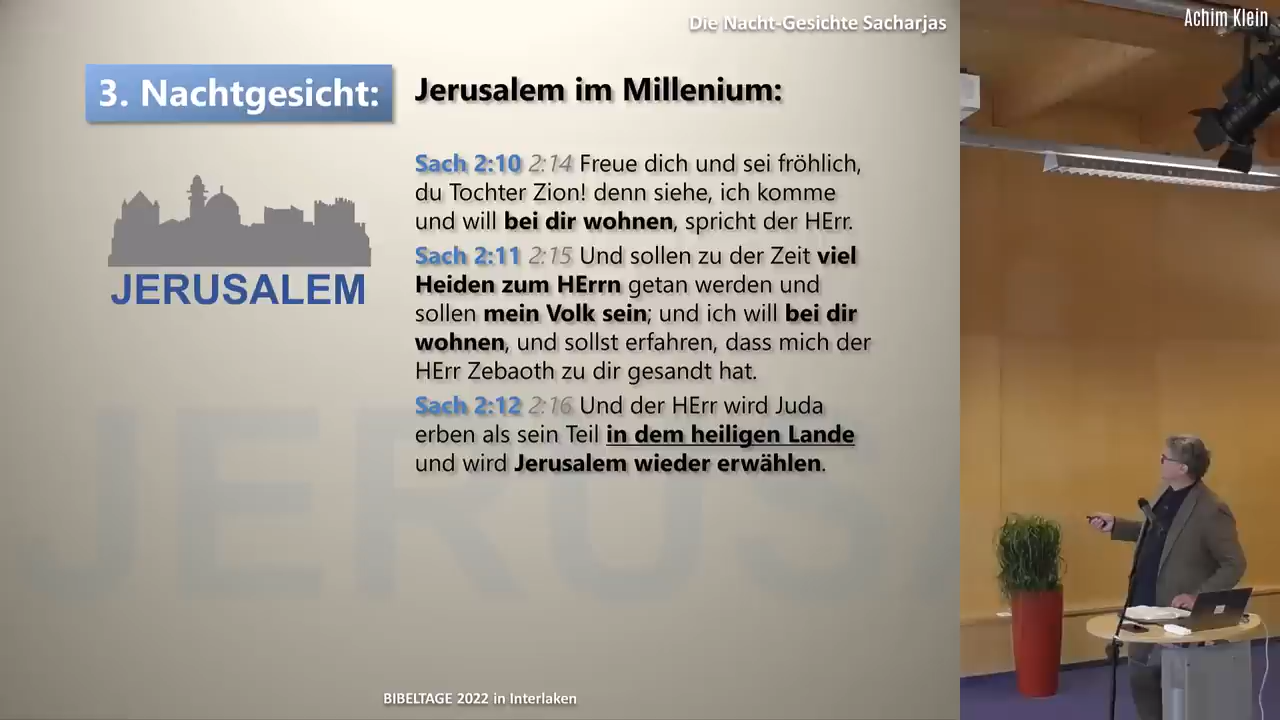 Die Nacht-Gesichte Sacharjas
Achim Klein
3. Nachtgesicht:
Jerusalem im Millenium:
JERUSALEM
Sach 2:10 2:14 Freue dich und sei fröhlich,
du Tochter Zion! denn siehe, ich komme
und will bei dir wohnen, spricht der HErr.
Sach 2:11 2:15 Und sollen zu der Zeit viel
Heiden zum HErrn getan werden und
sollen mein Volk sein; und ich will bei dir
wohnen, und sollst erfahren, dass mich der
HErr Zebaoth zu dir gesandt hat.
Sach 2:12 2:16 Und der HErr wird Juda
erben als sein Teil in dem heiligen Lande
und wird Jerusalem wieder erwählen.
JERUS
BIBELTAGE 2022 in Interlaken